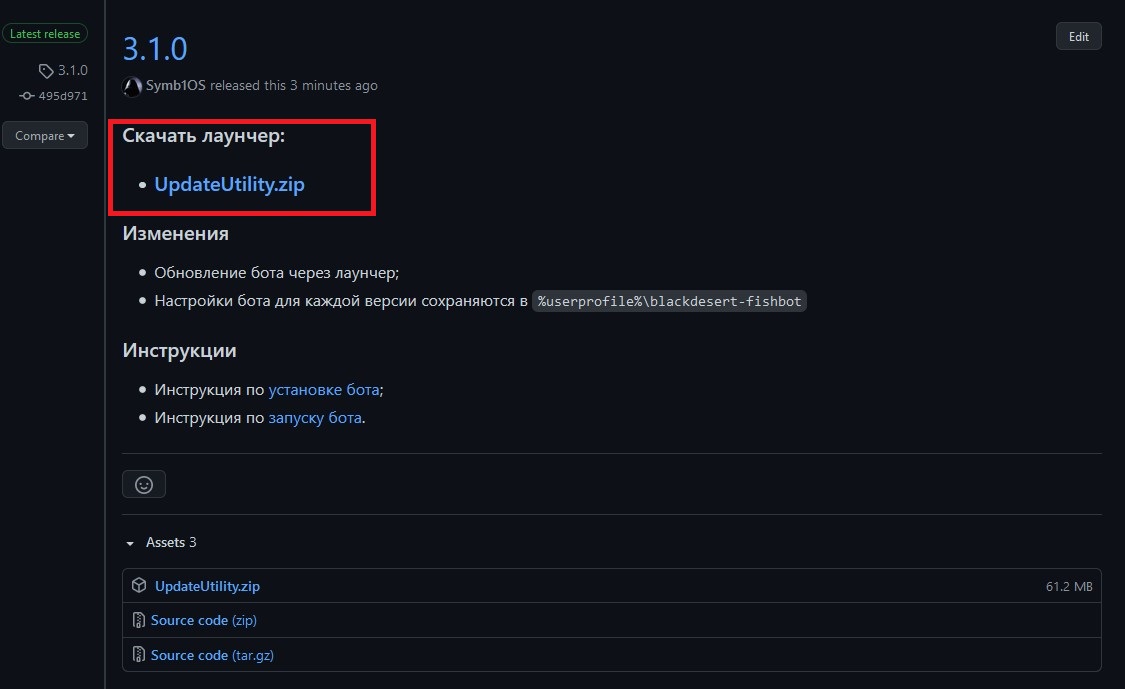 Latest release
3.1.0
495d971
Compare
3.1.0
Edit
Symb1OS released this 3 minutes ago
Скачать лаунчер:
UpdateUtility.zip
Изменения
Обновление бота через лаунчер;
Настройки бота для каждой версии сохраняются в %userprofile%\blackdesert-fishbot
Инструкции
Инструкция по установке бота;
Инструкция по запуску бота.
Assets 3
UpdateUtility.zip 61.2 MB
Source code (zip)
Source code (tar.gz)